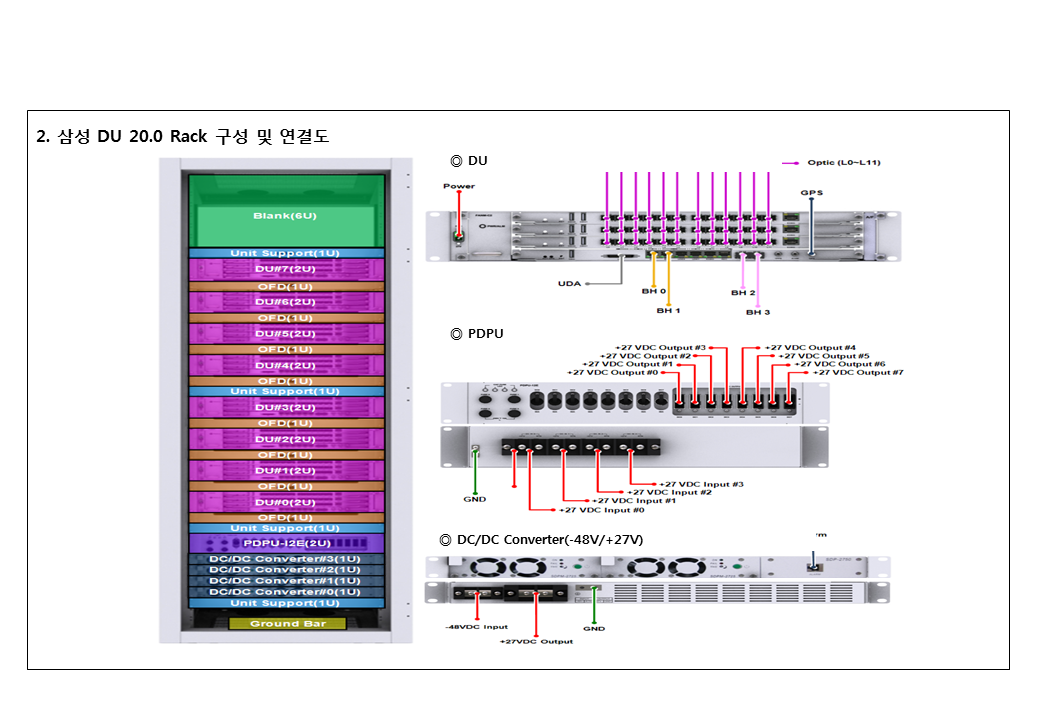 2. 삼성 DU 20.0 Rack 구성 및 연결도
Blank(6U)
Unit Support(1U)
DU#7(2U)
OFD(1U)
DU#6(2U)
OFD(1U)
DU#5(2U)
OFD(1U)
DU#4(2U)
OFD(1U)
Unit Support(1U)
DU#3(2U)
OFD(1U)
DU#2(2U)
OFD(1U)
DU#1(2U)
OFD(1U)
DU#0(2U)
OFD(1U)
Unit Support(1U)
PDPU-I2E(2U)
DC/DC Converter#3(1U)
DC/DC Converter#2(1U)
DC/DC Converter#1(1U)
DC/DC Converter#0(1U)
Unit Support(1U)
Ground Bar
◎ DU
Optic (L0~L11)
Power
GPS
UDA
BH 0
BH 1
BH 2
BH 3
◎ PDPU
+27 VDC Output #3
+27 VDC Output #4
+27 VDC Output #2
+27 VDC Output #5
+27 VDC Output #1
+27 VDC Output #6
+27 VDC Output #0
+27 VDC Output #7
GND
+27 VDC Input #3
+27 VDC Input #2
+27 VDC Input #1
+27 VDC Input #0
◎ DC/DC Converter(-48V/+27V)
-48VDC Input
+27VDC Output
GND